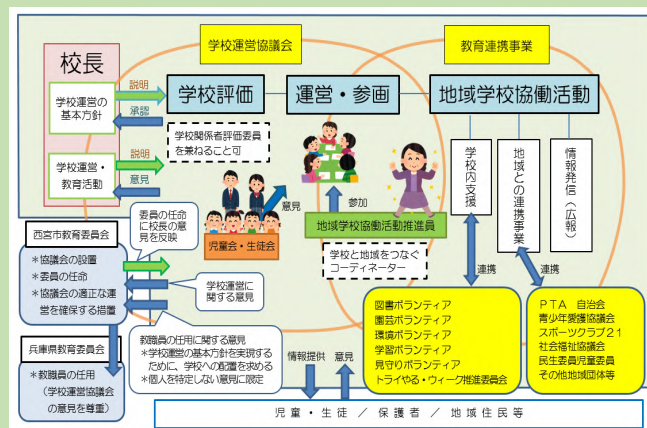 学校運営協議会
教育連携事業
校長
学校運営の
基本方針
説明
承認
学校評価
運営・参画
地域学校協働活動
学校関係者評価委員
を兼ねること可
学校運営・
教育活動
説明
意見
児童会・生徒会
意見
参加
地域学校協働活動推進員
学校と地域をつなぐ
コーディネーター
学校内支援
地域との連携事業
情報発信(広報)
連携
連携
西宮市教育委員会
*協議会の設置
*委員の任命
*協議会の適正な運
営を確保する措置
委員の任命
に校長の意
見を反映
学校運営に
関する意見
教職員の任用に関する意見
*学校運営の基本方針を実現する
ために、学校への配置を求める
*個人を特定しない意見に限定
兵庫県教育委員会
*教職員の任用
(学校運営協議会
の意見を尊重)
図書ボランティア
園芸ボランティア
環境ボランティア
学習ボランティア
見守りボランティア
トライやる・ウィーク推進委員会
PTA 自治会
青少年愛護協議会
スポーツクラブ21
社会福祉協議会
民生委員児童委員
その他地域団体等
情報提供
意見
児童・生徒 / 保護者 / 地域住民等